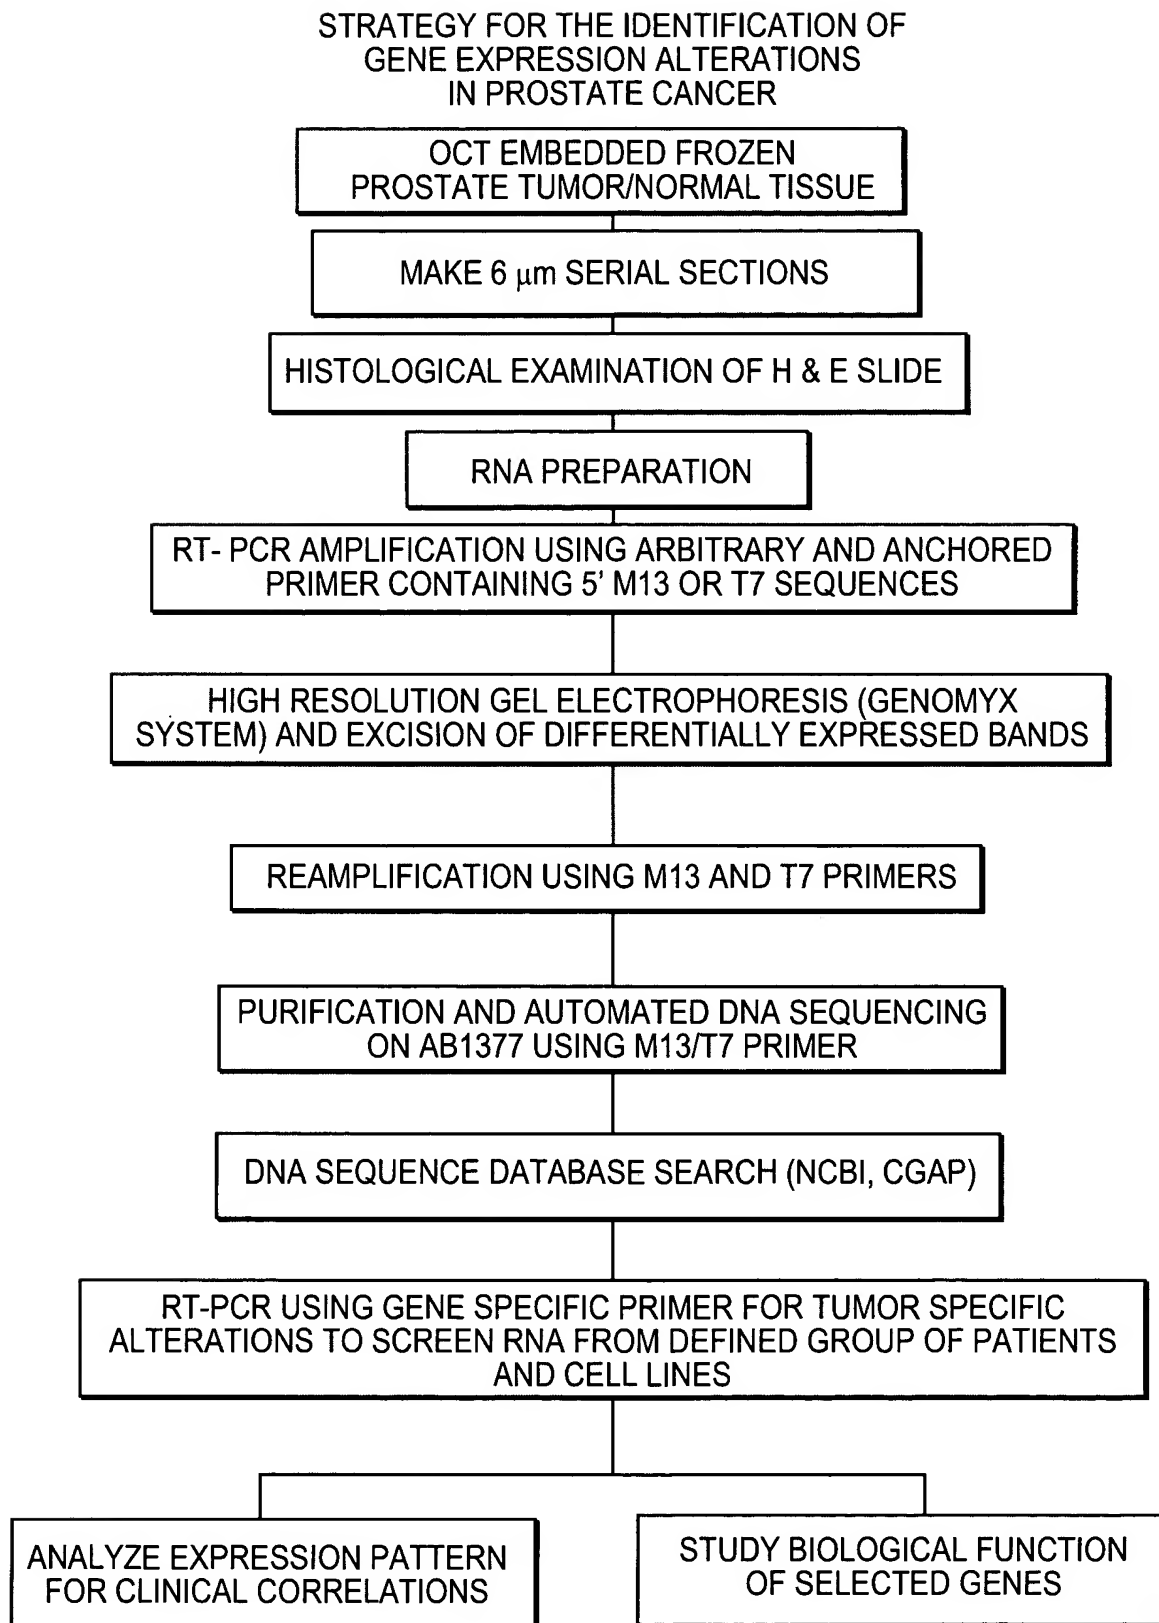 STRATEGY FOR THE IDENTIFICATION OF
GENE EXPRESSION ALTERATIONS
IN PROSTATE CANCER
OCT EMBEDDED FROZEN
PROSTATE TUMOR/NORMAL TISSUE
MAKE 6 μm SERIAL SECTIONS
HISTOLOGICAL EXAMINATION OF H & E SLIDE
RNA PREPARATION
RT- PCR AMPLIFICATION USING ARBITRARY AND ANCHORED
PRIMER CONTAINING 5' M13 OR T7 SEQUENCES
HIGH RESOLUTION GEL ELECTROPHORESIS (GENOMYX
SYSTEM) AND EXCISION OF DIFFERENTIALLY EXPRESSED BANDS
REAMPLIFICATION USING M13 AND T7 PRIMERS
PURIFICATION AND AUTOMATED DNA SEQUENCING
ON AB1377 USING M13/T7 PRIMER
DNA SEQUENCE DATABASE SEARCH (NCBI, CGAP)
RT-PCR USING GENE SPECIFIC PRIMER FOR TUMOR SPECIFIC
ALTERATIONS TO SCREEN RNA FROM DEFINED GROUP OF PATIENTS
AND CELL LINES
ANALYZE EXPRESSION PATTERN
FOR CLINICAL CORRELATIONS
STUDY BIOLOGICAL FUNCTION
OF SELECTED GENES